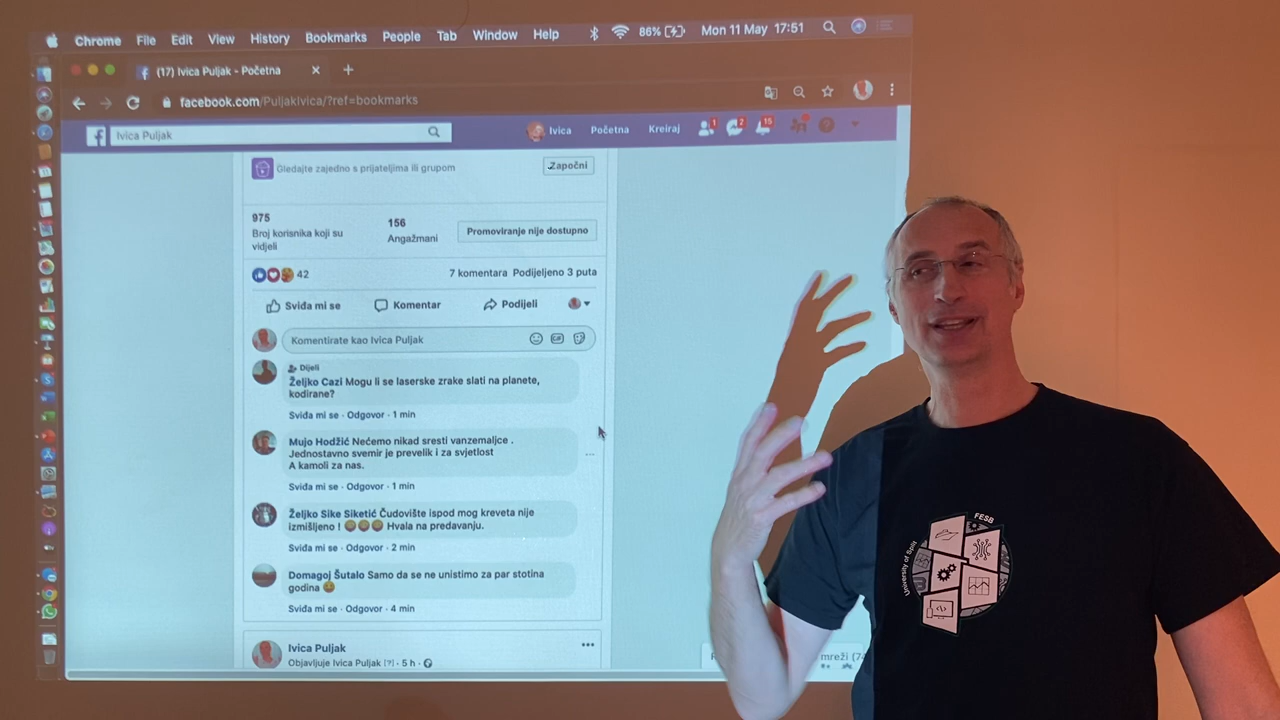 Chrome File Edit View History Bookmarks People Tab Window Help 86% Mon 11 May 17:51
(17) Ivica Puljak - Početna
facebook.com/PuljakIvica/?ref=bookmarks
Ivica Puljak
Ivica Početna Kreiraj 1 2 15
Gledajte zajedno s prijateljima ili grupom Započni
975
Broj korisnika koji su
vidjeli
156
Angažmani
Promoviranje nije dostupno
42 7 komentara Podijeljeno 3 puta
Sviđa mi se Komentar Podijeli
Komentirate kao Ivica Puljak
Dijeli
Željko Cazi Mogu li se laserske zrake slati na planete,
kodirane?
Sviđa mi se · Odgovor · 1 min
Mujo Hodžić Nećemo nikad sresti vanzemaljce .
Jednostavno svemir je prevelik i za svjetlost
A kamoli za nas.
Sviđa mi se · Odgovor · 1 min
Željko Sike Siketić Čudovište ispod mog kreveta nije
izmišljeno ! Hvala na predavanju.
Sviđa mi se · Odgovor · 2 min
Domagoj Šutalo Samo da se ne unistimo za par stotina
godina
Sviđa mi se · Odgovor · 4 min
Ivica Puljak
Objavljuje Ivica Puljak [?] · 5 h ·
mreži (74
University of Split
FESB